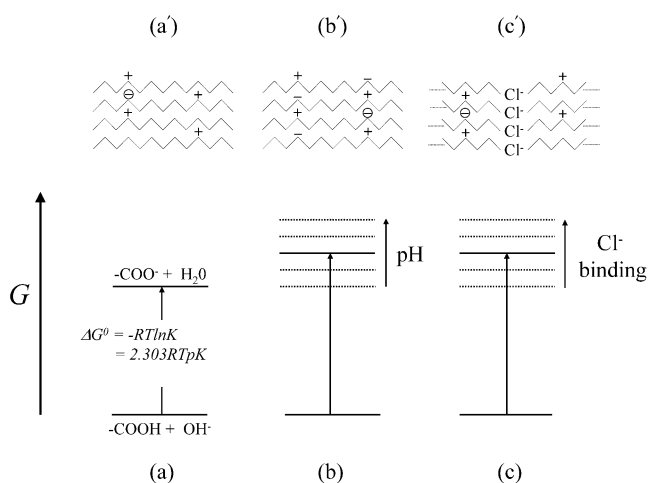 (a′) (b′) (c′)
+ − +
⊖ + + + Cl⁻
− + Cl⁻
+ + ⊖ ⊖ Cl⁻ +
+ − + + Cl⁻
G
-COO⁻ + H₂0
ΔG⁰ = -RTlnK
= 2.303RTpK
-COOH + OH⁻
pH
Cl⁻
binding
(a) (b) (c)